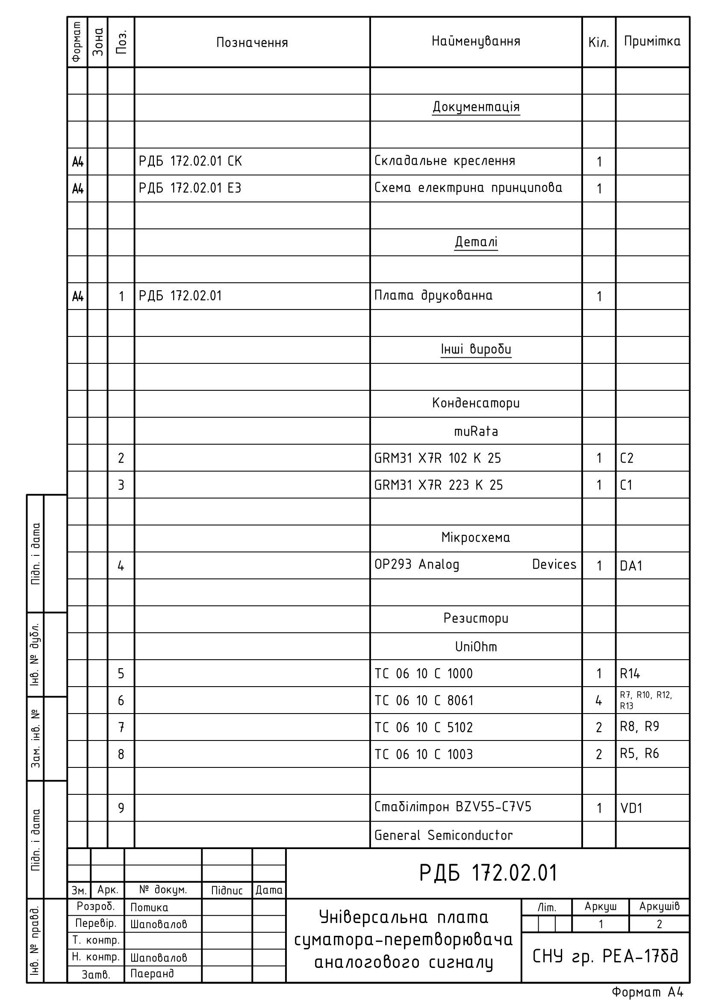 Формат Зона Поз. Позначення Найменування Кіл. Примітка
Документація
А4 РДБ 172.02.01 СК Складальне креслення 1
А4 РДБ 172.02.01 Е3 Схема електрина принципова 1
Деталі
А4 1 РДБ 172.02.01 Плата друкованна 1
Інші вироби
Конденсатори
muRata
2 GRM31 X7R 102 K 25 1 C2
3 GRM31 X7R 223 K 25 1 C1
Мікросхема
4 OP293 Analog Devices 1 DA1
Резистори
UniOhm
5 TC 06 10 C 1000 1 R14
6 TC 06 10 C 8061 4 R7, R10, R12,
R13
7 TC 06 10 C 5102 2 R8, R9
8 TC 06 10 C 1003 2 R5, R6
9 Стабілітрон BZV55-C7V5 1 VD1
General Semiconductor
Підп. і дата
Інв. № дубл.
Зам. інв. №
Підп. і дата
Інв. № правд.
РДБ 172.02.01
Зм. Арк. № докум. Підпис Дата
Розроб. Потика
Перевір. Шаповалов
Т. контр.
Н. контр. Шаповалов
Затв. Паеранд
Універсальна плата
суматора-перетворювача
аналогового сигналу
Літ. Аркуш Аркушів
1 2
СНУ гр. РЕА-17бд
Формат А4